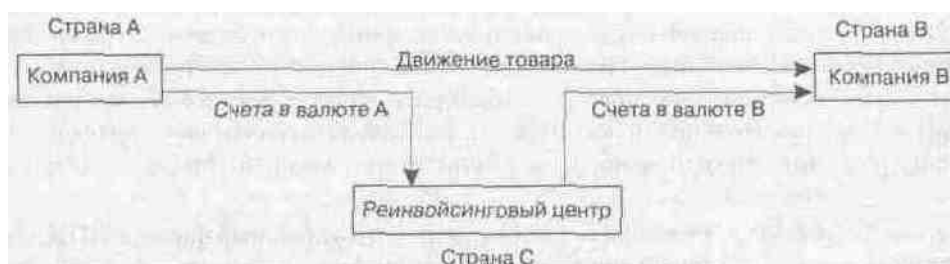 Страна А
Страна В
Компания А
Движение товара
Компания В
Счета в валюте А
Счета в валюте В
Реинвойсинговый центр
Страна С